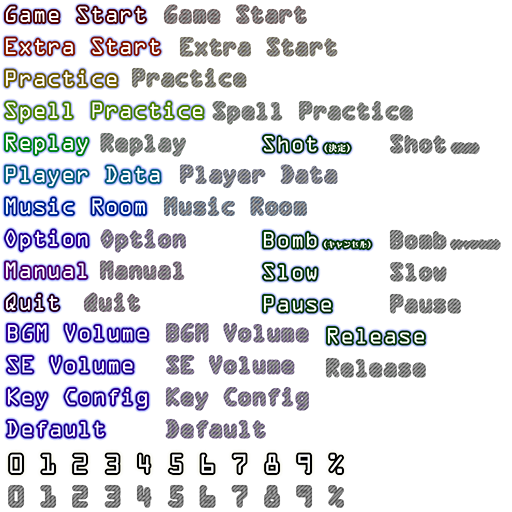 Game Start Game Start
Extra Start Extra Start
Practice Practice
Spell Practice Spell Practice
Replay Replay Shot(決定) Shot
Player Data Player Data
Music Room Music Room
Option Option Bomb(キャンセル) Bomb
Manual Manual Slow Slow
Quit Quit Pause Pause
BGM Volume BGM Volume Release
SE Volume SE Volume Release
Key Config Key Config
Default Default
0 1 2 3 4 5 6 7 8 9 %
0 1 2 3 4 5 6 7 8 9 %